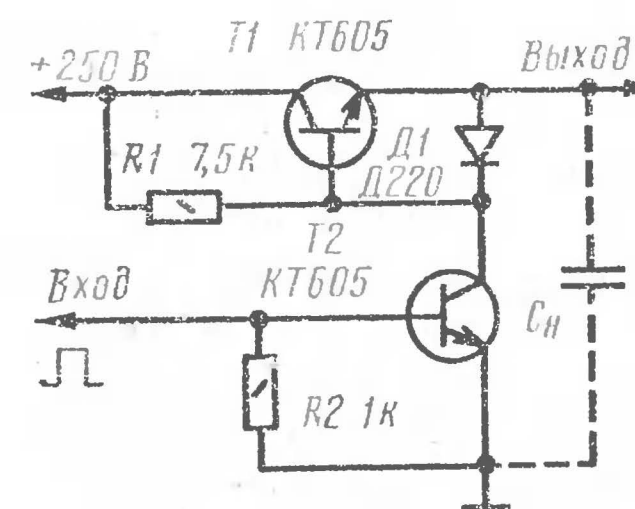 Т1 КТ605
+250 В
Выход
R1 7,5к
Д1
Д220
Т2
КТ605
Вход
Сн
R2 1к